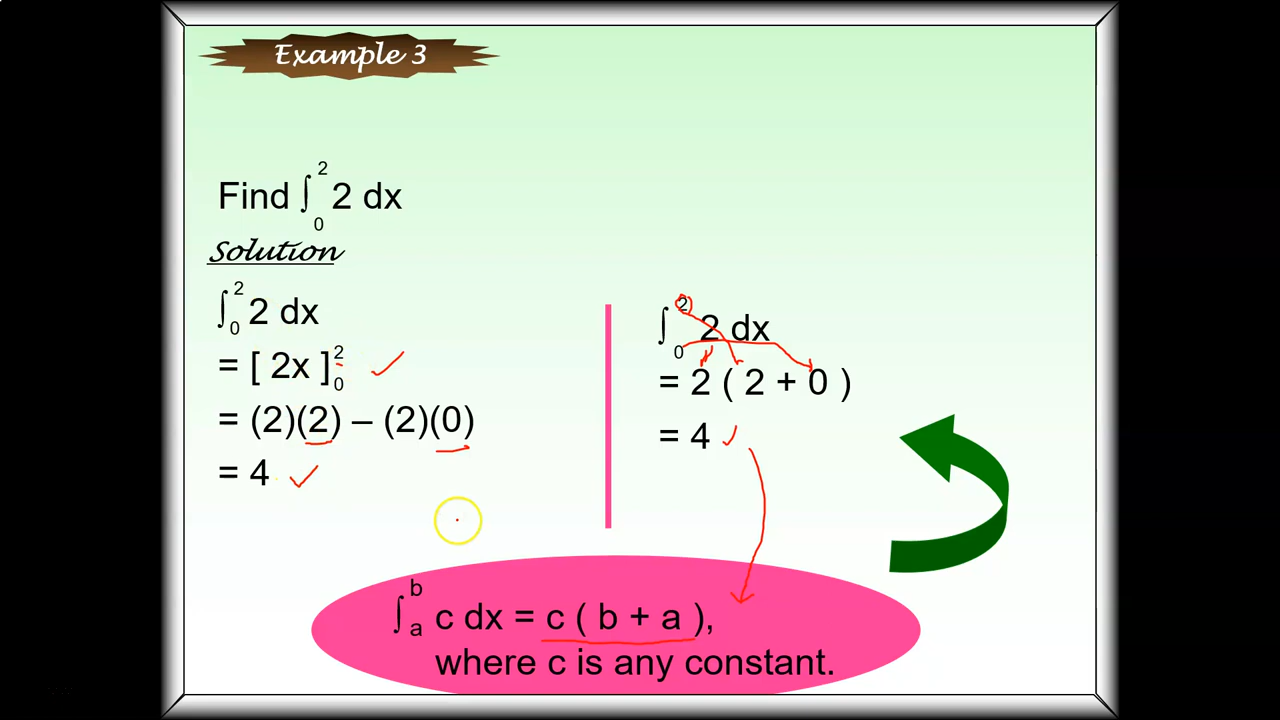 Example 3
Find ∫₀² 2 dx
Solution
∫₀² 2 dx
= [ 2x ]₀²
= (2)(2) – (2)(0)
= 4
∫₀² 2 dx
= 2 ( 2 + 0 )
= 4
∫ₐᵇ c dx = c ( b + a ),
where c is any constant.